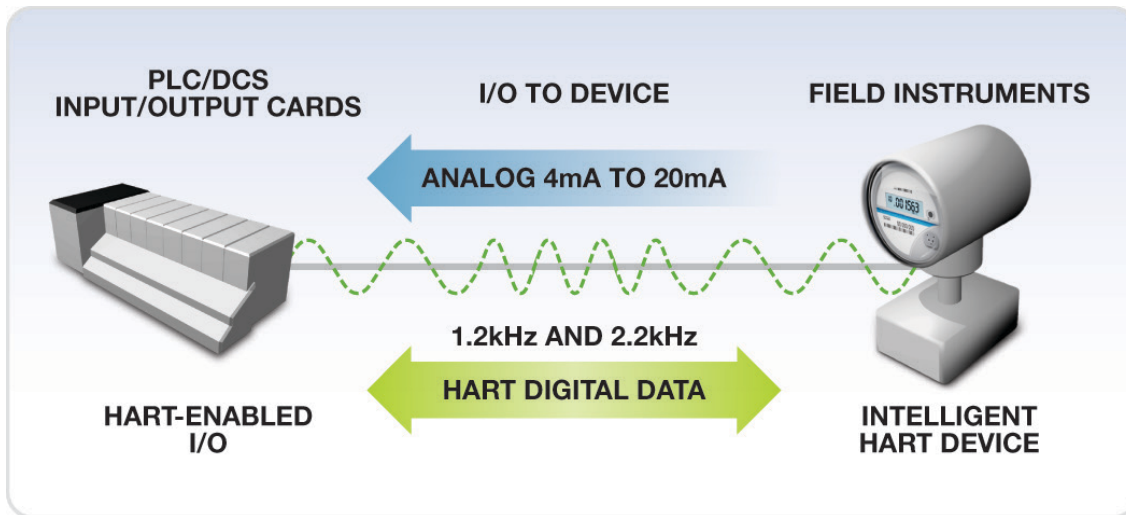 PLC/DCS
INPUT/OUTPUT CARDS
I/O TO DEVICE
FIELD INSTRUMENTS
ANALOG 4mA TO 20mA
001563
1.2kHz AND 2.2kHz
HART DIGITAL DATA
HART-ENABLED
I/O
INTELLIGENT
HART DEVICE